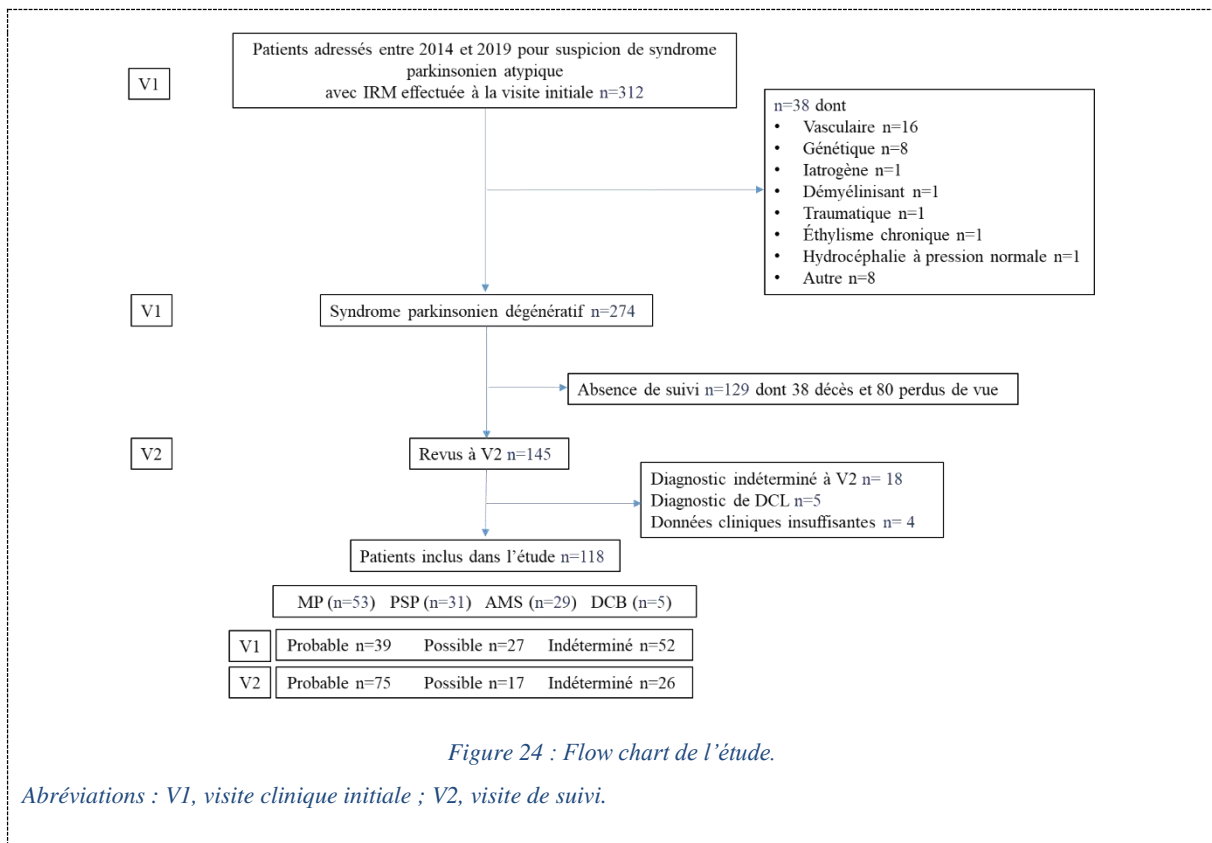 Patients adressés entre 2014 et 2019 pour suspicion de syndrome
parkinsonien atypique
avec IRM effectuée à la visite initiale n=312
V1
n=38 dont
• Vasculaire n=16
• Génétique n=8
• Iatrogène n=1
• Démyélinisant n=1
• Traumatique n=1
• Éthylisme chronique n=1
• Hydrocéphalie à pression normale n=1
• Autre n=8
V1
Syndrome parkinsonien dégénératif n=274
Absence de suivi n=129 dont 38 décès et 80 perdus de vue
V2
Revus à V2 n=145
Diagnostic indéterminé à V2 n= 18
Diagnostic de DCL n=5
Données cliniques insuffisantes n= 4
Patients inclus dans l'étude n=118
MP (n=53) PSP (n=31) AMS (n=29) DCB (n=5)
V1 Probable n=39 Possible n=27 Indéterminé n=52
V2 Probable n=75 Possible n=17 Indéterminé n=26
Figure 24 : Flow chart de l'étude.
Abréviations : V1, visite clinique initiale ; V2, visite de suivi.